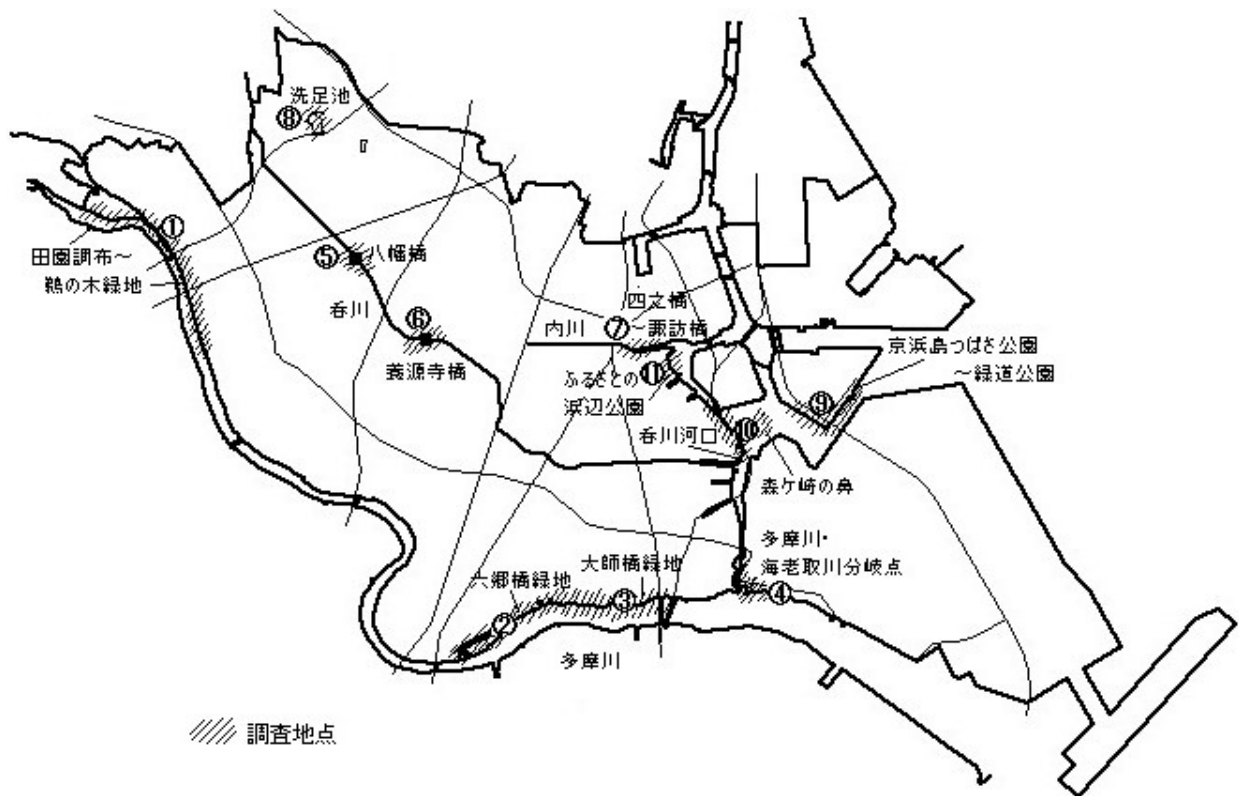 洗足池
⑧
①
田園調布～
鵜の木緑地
⑤
八幡橋
呑川
⑥
養源寺橋
四之橋
⑦
～諏訪橋
内川
ふるさとの
浜辺公園
⑪
京浜島つばさ公園
～緑道公園
⑨
⑩
呑川河口
森ケ崎の鼻
多摩川・
海老取川分岐点
④
大師橋緑地
③
六郷橋緑地
②
多摩川
調査地点